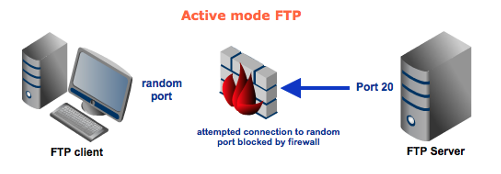 Active mode FTP
random
port
Port 20
attempted connection to random
port blocked by firewall
FTP client
FTP Server